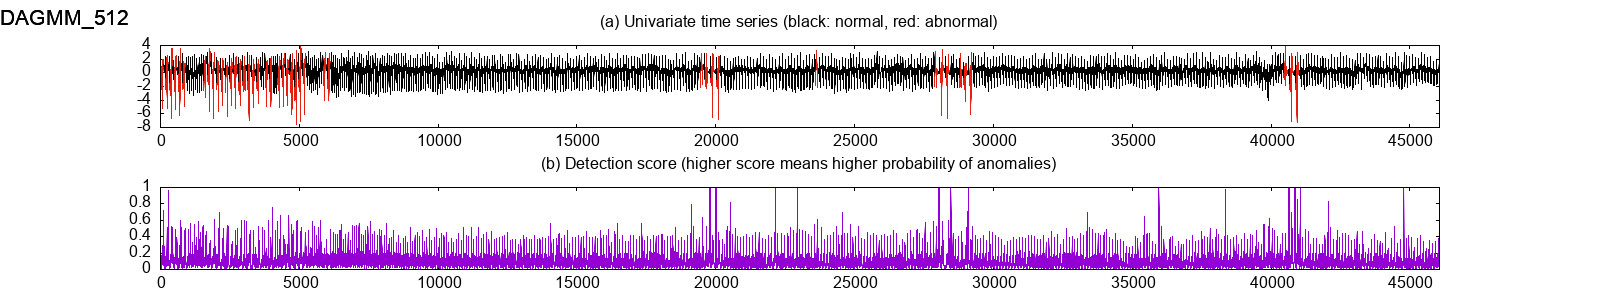 DAGMM_512
(a) Univariate time series (black: normal, red: abnormal)
4
2
0
-2
-4
-6
-8
0 5000 10000 15000 20000 25000 30000 35000 40000 45000
(b) Detection score (higher score means higher probability of anomalies)
1
0.8
0.6
0.4
0.2
0
0 5000 10000 15000 20000 25000 30000 35000 40000 45000